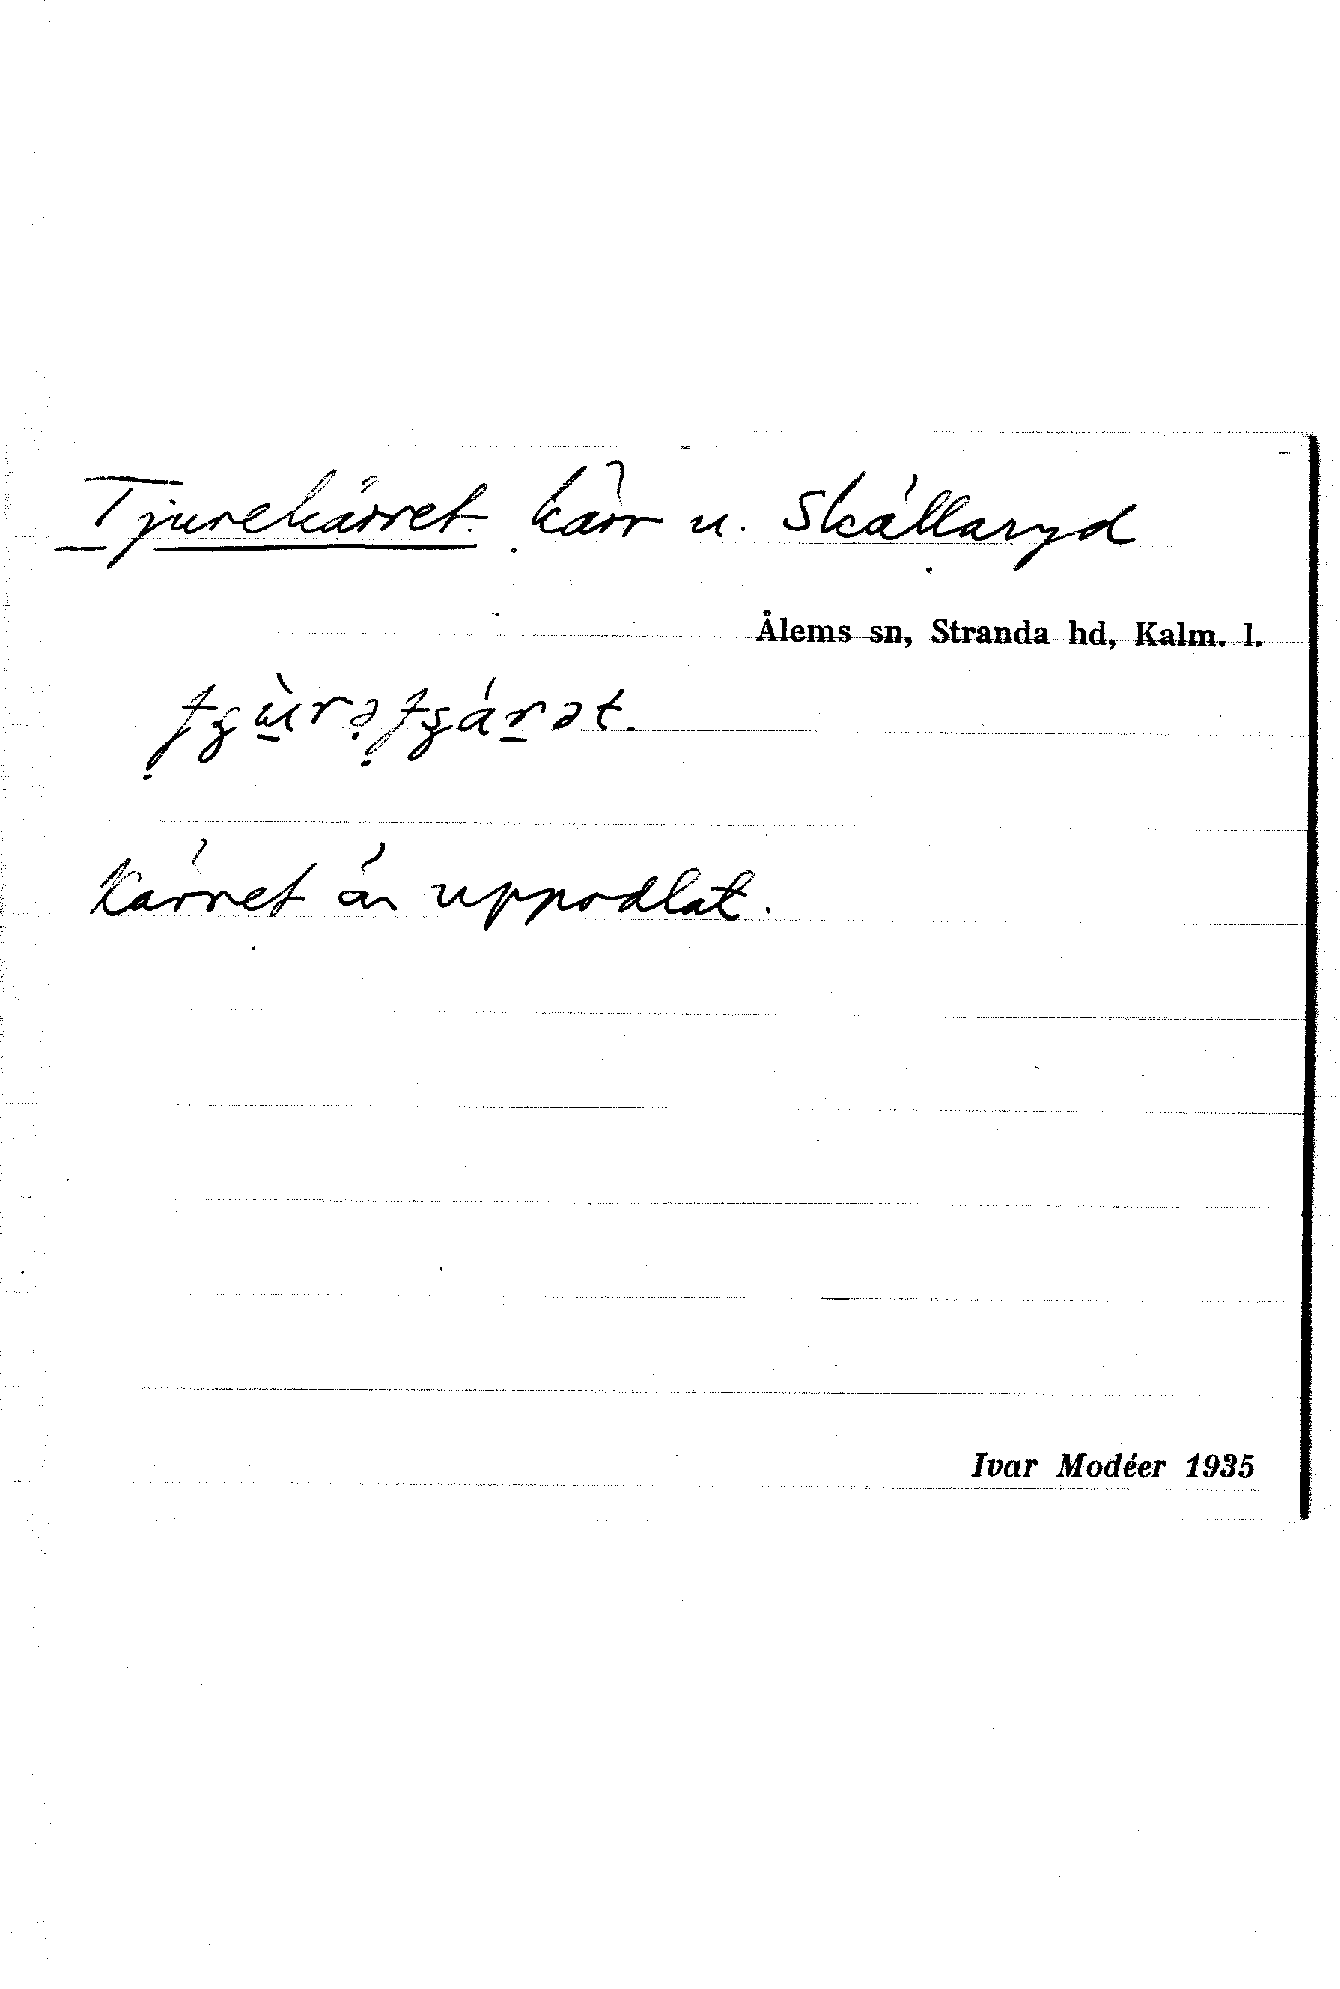 Tjurekärret. kärr u. Skällaryd
Ålems sn, Stranda hd, Kalm. l.
Kärret är uppodlat.
Ivar Modéer 1935